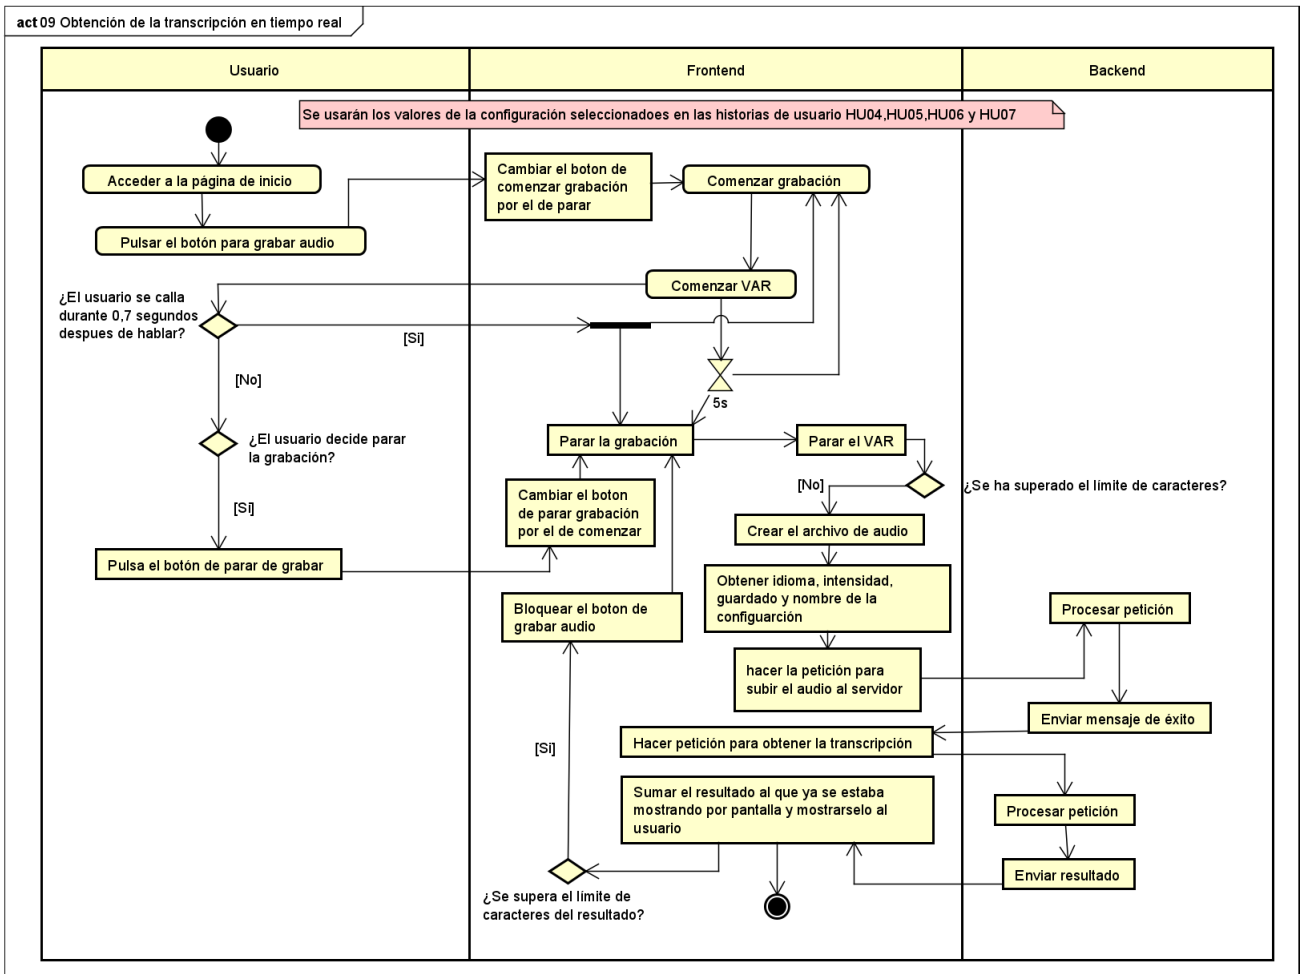 act 09 Obtención de la transcripción en tiempo real
Usuario
Frontend
Backend
Se usarán los valores de la configuración seleccionadoes en las historias de usuario HU04,HU05,HU06 y HU07
Acceder a la página de inicio
Pulsar el botón para grabar audio
Cambiar el boton de
comenzar grabación
por el de parar
Comenzar grabación
Comenzar VAR
¿El usuario se calla
durante 0,7 segundos
despues de hablar?
[Si]
[No]
5s
¿El usuario decide parar
la grabación?
[Sí]
Pulsa el botón de parar de grabar
Parar la grabación
Parar el VAR
Cambiar el boton
de parar grabación
por el de comenzar
[No]
¿Se ha superado el límite de caracteres?
Crear el archivo de audio
Obtener idioma, intensidad,
guardado y nombre de la
configuarción
Bloquear el boton de
grabar audio
hacer la petición para
subir el audio al servidor
Procesar petición
Enviar mensaje de éxito
Hacer petición para obtener la transcripción
[Si]
Sumar el resultado al que ya se estaba
mostrando por pantalla y mostrarselo al
usuario
Procesar petición
Enviar resultado
¿Se supera el límite de
caracteres del resultado?